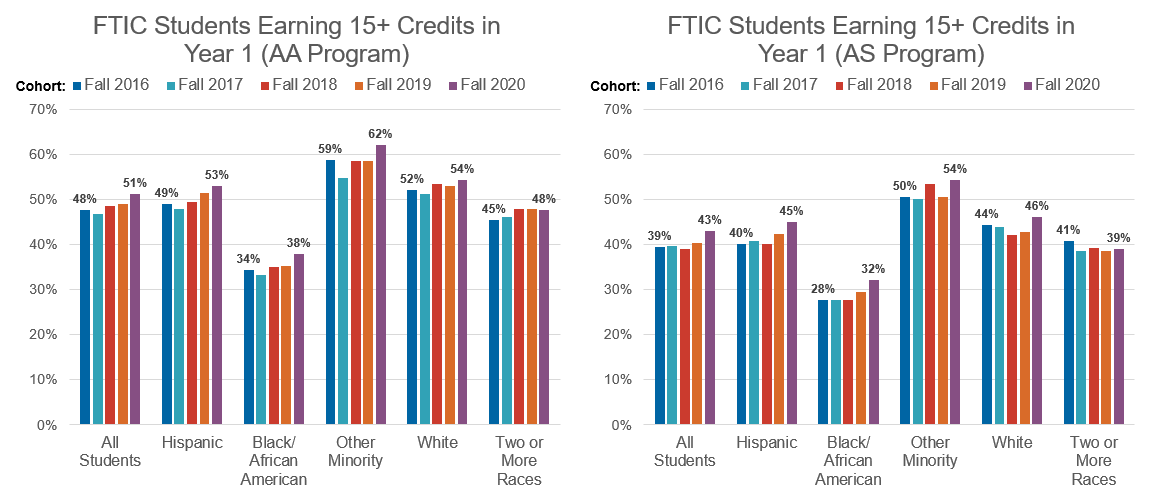 FTIC Students Earning 15+ Credits in
Year 1 (AA Program)
Cohort: Fall 2016 Fall 2017 Fall 2018 Fall 2019 Fall 2020
70%
60%
50%
40%
30%
20%
10%
0%
48% 51%
49% 53%
34% 38%
59% 62%
52% 54%
45% 48%
All
Students
Hispanic
Black/
African
American
Other
Minority
White
Two or
More
Races
FTIC Students Earning 15+ Credits in
Year 1 (AS Program)
Cohort: Fall 2016 Fall 2017 Fall 2018 Fall 2019 Fall 2020
70%
60%
50%
40%
30%
20%
10%
0%
39% 43%
40% 45%
28% 32%
50% 54%
44% 46%
41% 39%
All
Students
Hispanic
Black/
African
American
Other
Minority
White
Two or
More
Races